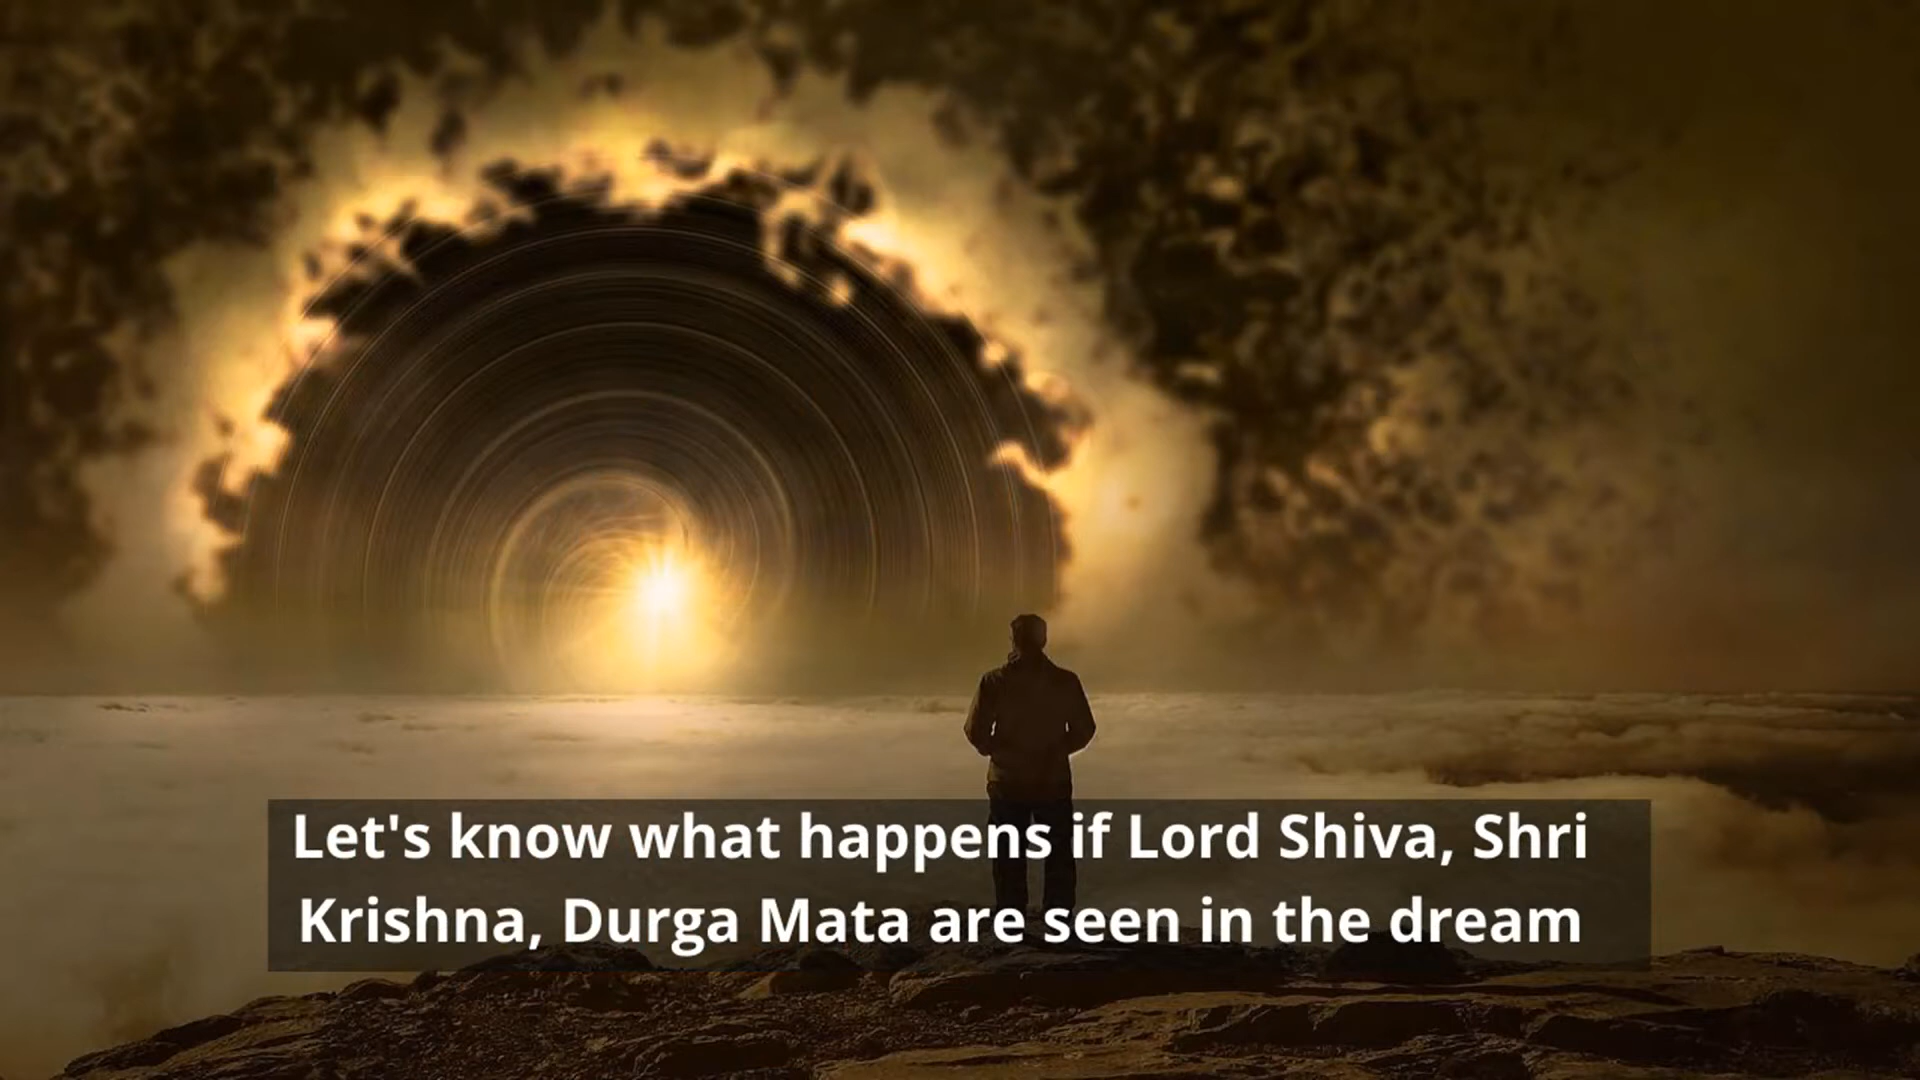 Let's know what happens if Lord Shiva, Shri
Krishna, Durga Mata are seen in the dream